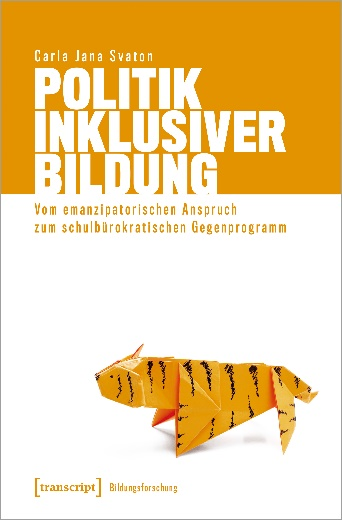 Carla Jana Svaton
POLITIK
INKLUSIVER
BILDUNG
Vom emanzipatorischen Anspruch
zum schulbürokratischen Gegenprogramm
[transcript] Bildungsforschung